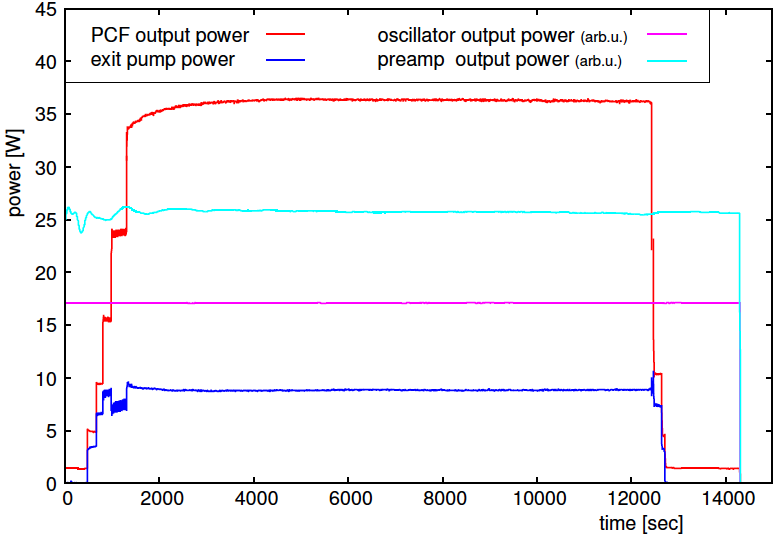 45
PCF output power
oscillator output power (arb.u.)
exit pump power
preamp output power (arb.u.)
40
35
30
25
20
15
10
5
0
power [W]
0 2000 4000 6000 8000 10000 12000 14000
time [sec]